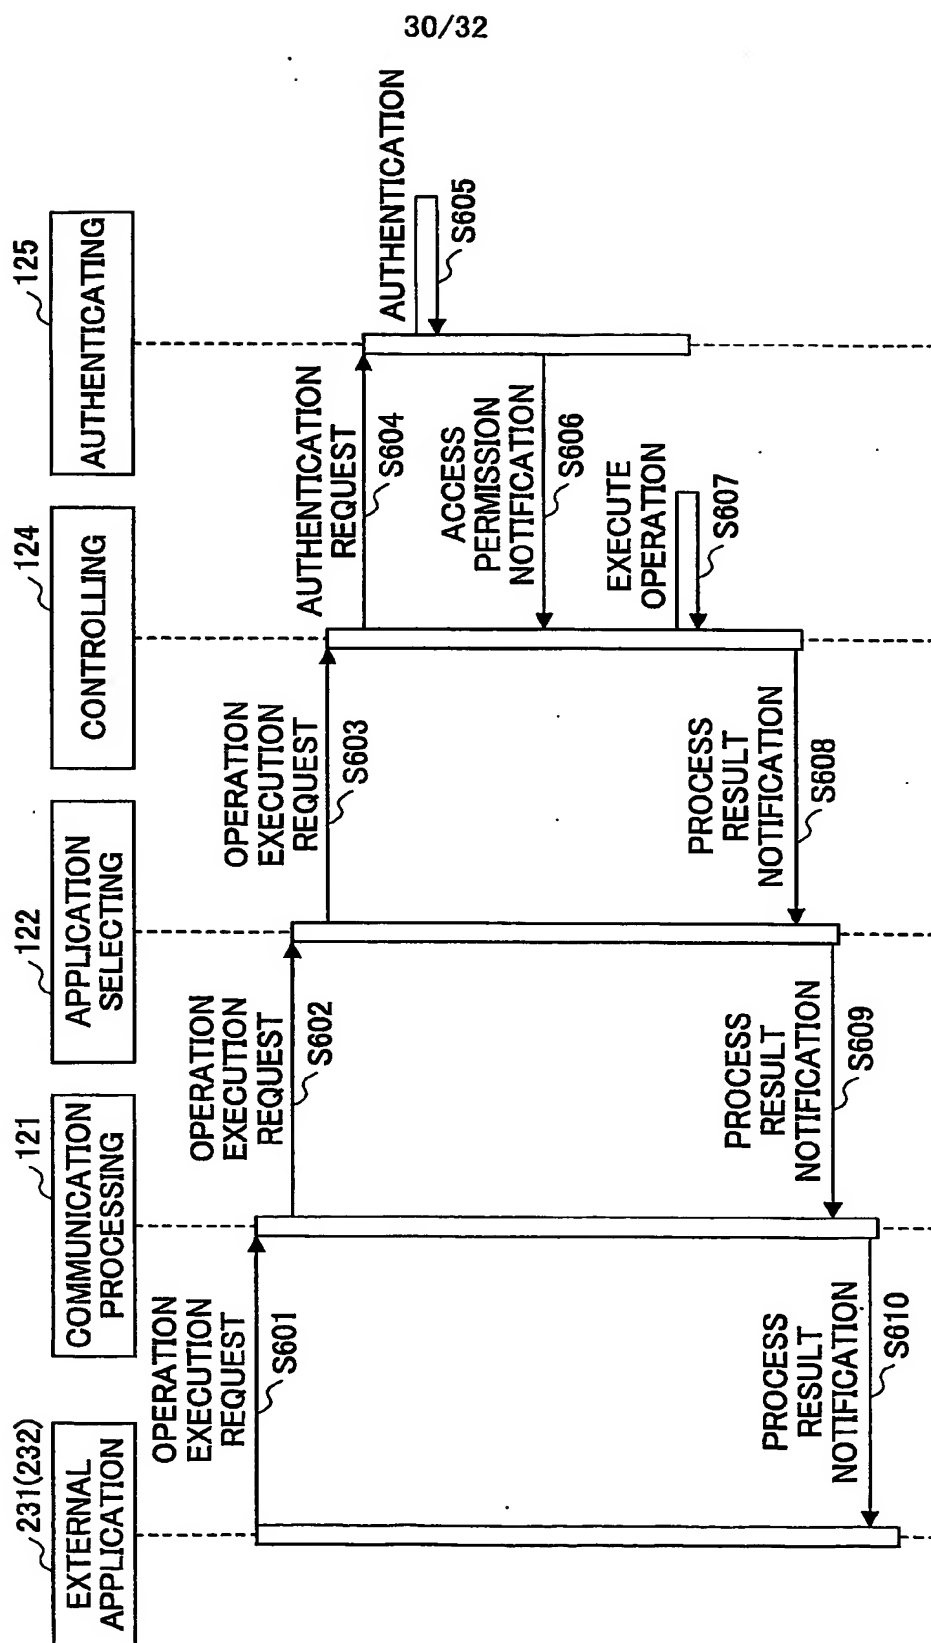 30/32
231(232)
EXTERNAL
APPLICATION
121
COMMUNICATION
PROCESSING
122
APPLICATION
SELECTING
124
CONTROLLING
125
AUTHENTICATING
OPERATION
EXECUTION
REQUEST
S601
OPERATION
EXECUTION
REQUEST
S602
OPERATION
EXECUTION
REQUEST
S603
AUTHENTICATION
REQUEST
S604
AUTHENTICATION
S605
ACCESS
PERMISSION
NOTIFICATION
S606
EXECUTE
OPERATION
S607
PROCESS
RESULT
NOTIFICATION
S608
PROCESS
RESULT
NOTIFICATION
S609
PROCESS
RESULT
NOTIFICATION
S610